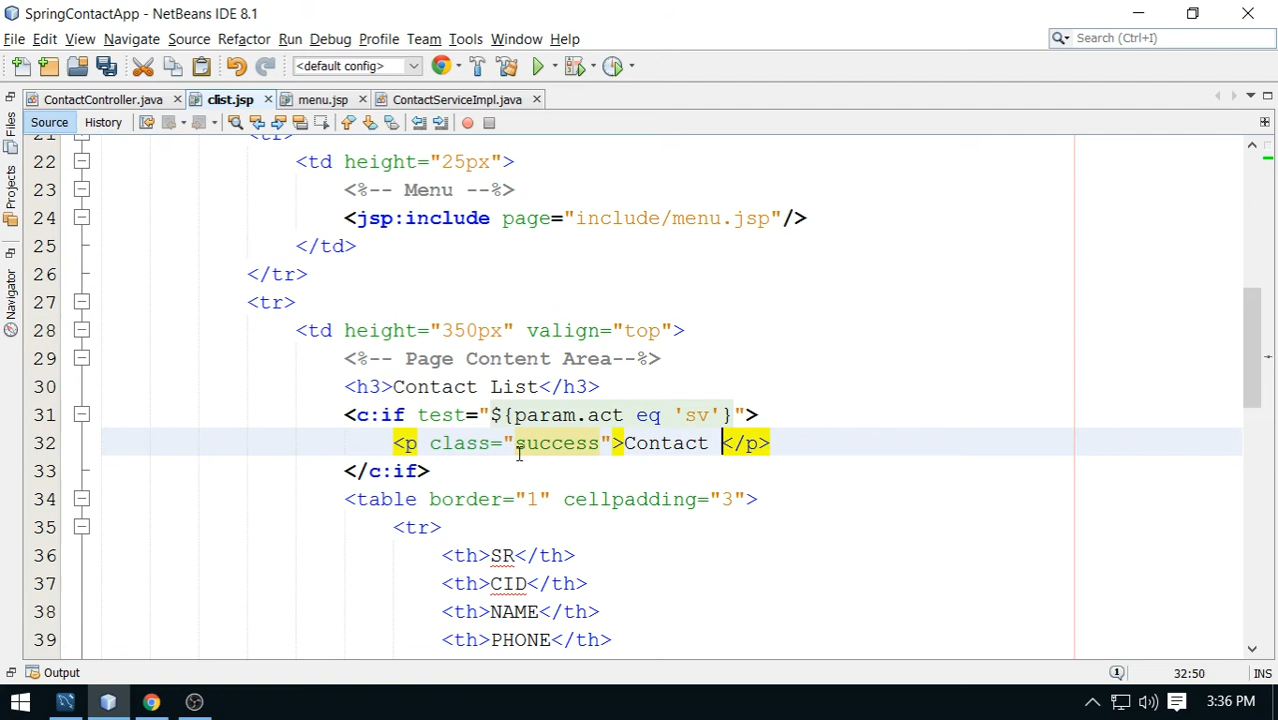 SpringContactApp - NetBeans IDE 8.1
File Edit View Navigate Source Refactor Run Debug Profile Team Tools Window Help
Search (Ctrl+I)
<default config>
ContactController.java clist.jsp menu.jsp ContactServiceImpl.java
Source History
Files
Projects
Navigator
21 <tr>
22 <td height="25px">
23 <%-- Menu --%>
24 <jsp:include page="include/menu.jsp"/>
25 </td>
26 </tr>
27 <tr>
28 <td height="350px" valign="top">
29 <%-- Page Content Area--%>
30 <h3>Contact List</h3>
31 <c:if test="${param.act eq 'sv'}">
32 <p class="success">Contact </p>
33 </c:if>
34 <table border="1" cellpadding="3">
35 <tr>
36 <th>SR</th>
37 <th>CID</th>
38 <th>NAME</th>
39 <th>PHONE</th>
Output
1
32:50
INS
3:36 PM